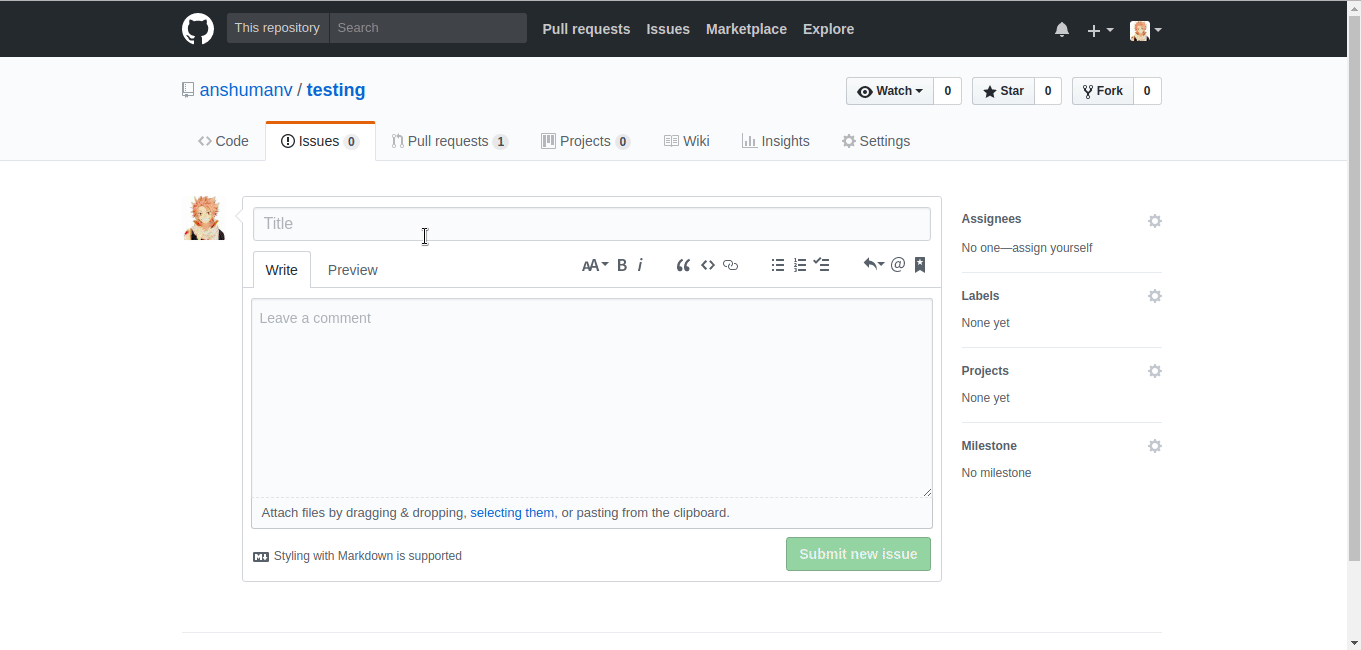 This repository Search Pull requests Issues Marketplace Explore
anshumanv / testing Watch 0 Star 0 Fork 0
Code Issues 0 Pull requests 1 Projects 0 Wiki Insights Settings
Title
Write Preview AA B i @
Leave a comment
Attach files by dragging & dropping, selecting them, or pasting from the clipboard.
Styling with Markdown is supported
Submit new issue
Assignees
No one—assign yourself
Labels
None yet
Projects
None yet
Milestone
No milestone